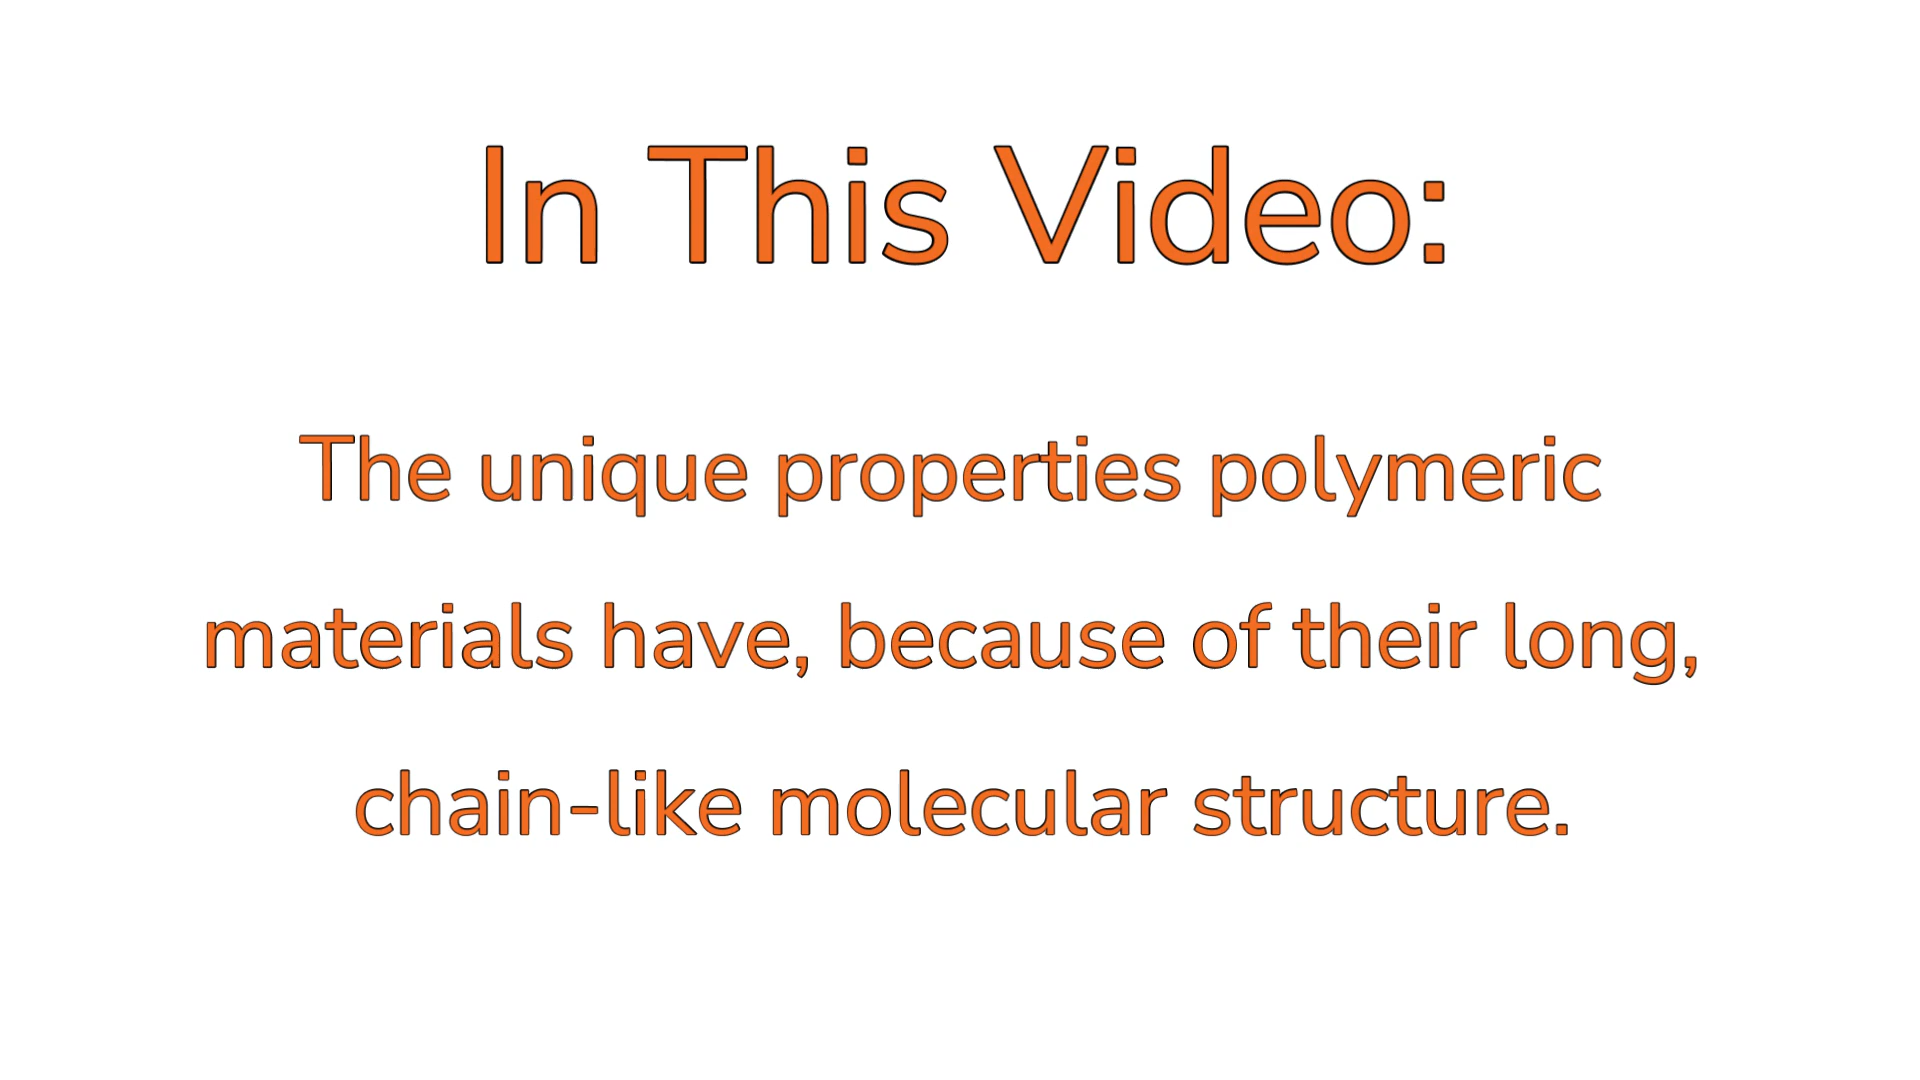 In This Video:
The unique properties polymeric
materials have, because of their long,
chain-like molecular structure.